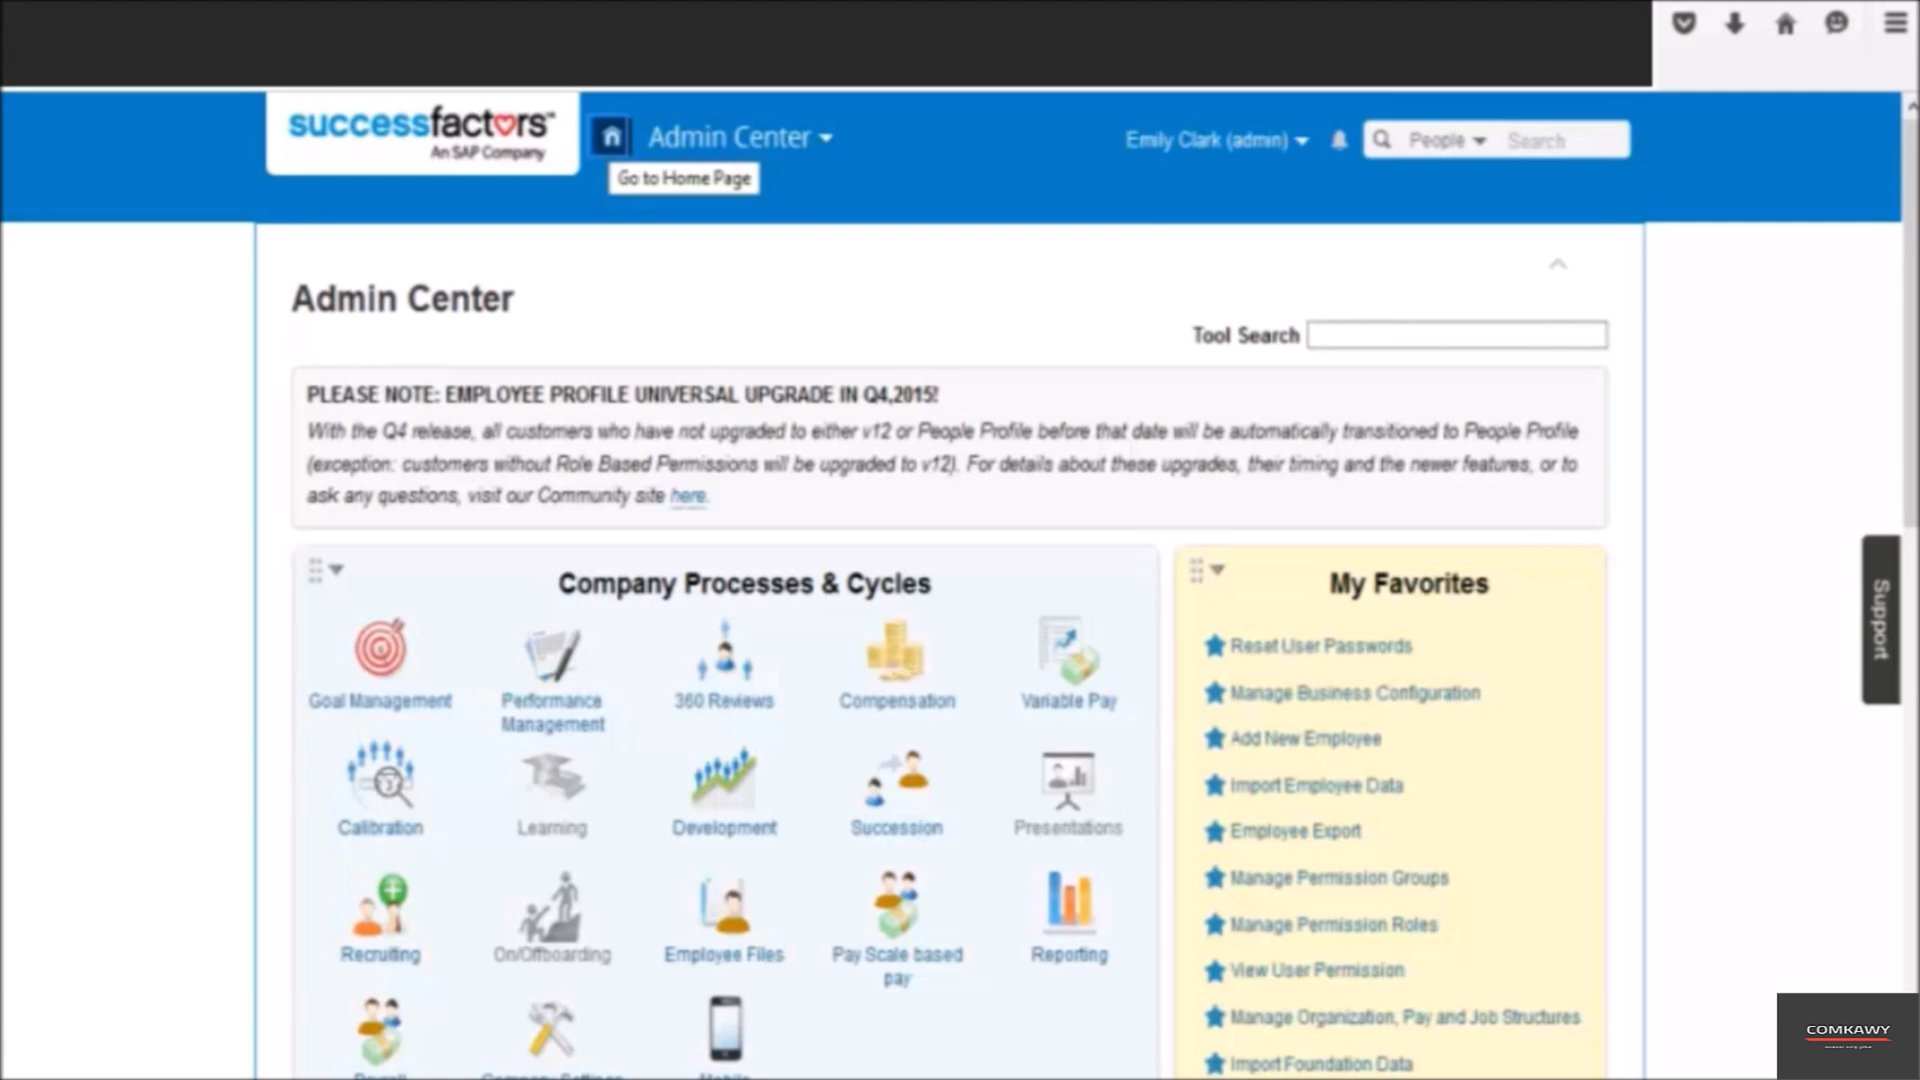 successfactors™
An SAP Company
Admin Center
Go to Home Page
Emily Clark (admin)
People
Search
Admin Center
Tool Search
PLEASE NOTE: EMPLOYEE PROFILE UNIVERSAL UPGRADE IN Q4,2015!
With the Q4 release, all customers who have not upgraded to either v12 or People Profile before that date will be automatically transitioned to People Profile
(exception: customers without Role Based Permissions will be upgraded to v12). For details about these upgrades, their timing and the newer features, or to
ask any questions, visit our Community site here.
Company Processes & Cycles
Goal Management
Performance
Management
360 Reviews
Compensation
Variable Pay
Calibration
Learning
Development
Succession
Presentations
Recruiting
On/Offboarding
Employee Files
Pay Scale based
pay
Reporting
Payroll
Company Settings
Mobile
My Favorites
Reset User Passwords
Manage Business Configuration
Add New Employee
Import Employee Data
Employee Export
Manage Permission Groups
Manage Permission Roles
View User Permission
Manage Organization, Pay and Job Structures
Import Foundation Data
Support
COMKAWY